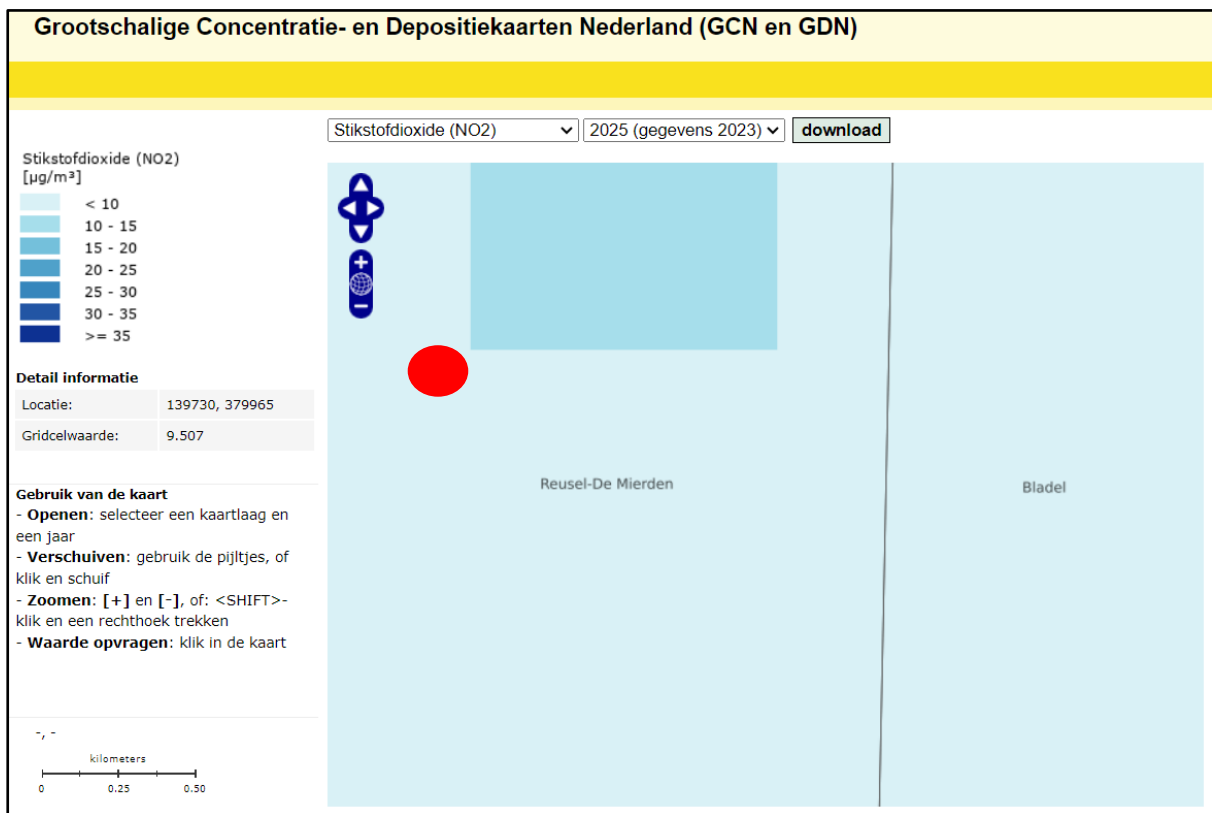 Grootschalige Concentratie- en Depositiekaarten Nederland (GCN en GDN)
Stikstofdioxide (NO2) 2025 (gegevens 2023) download
Stikstofdioxide (NO2)
[µg/m³]
< 10
10 - 15
15 - 20
20 - 25
25 - 30
30 - 35
>= 35
Detail informatie
Locatie: 139730, 379965
Gridcelwaarde: 9.507
Gebruik van de kaart
- Openen: selecteer een kaartlaag en
een jaar
- Verschuiven: gebruik de pijltjes, of
klik en schuif
- Zoomen: [+] en [-], of: <SHIFT>-
klik en een rechthoek trekken
- Waarde opvragen: klik in de kaart
-, -
kilometers
0 0.25 0.50
Reusel-De Mierden
Bladel